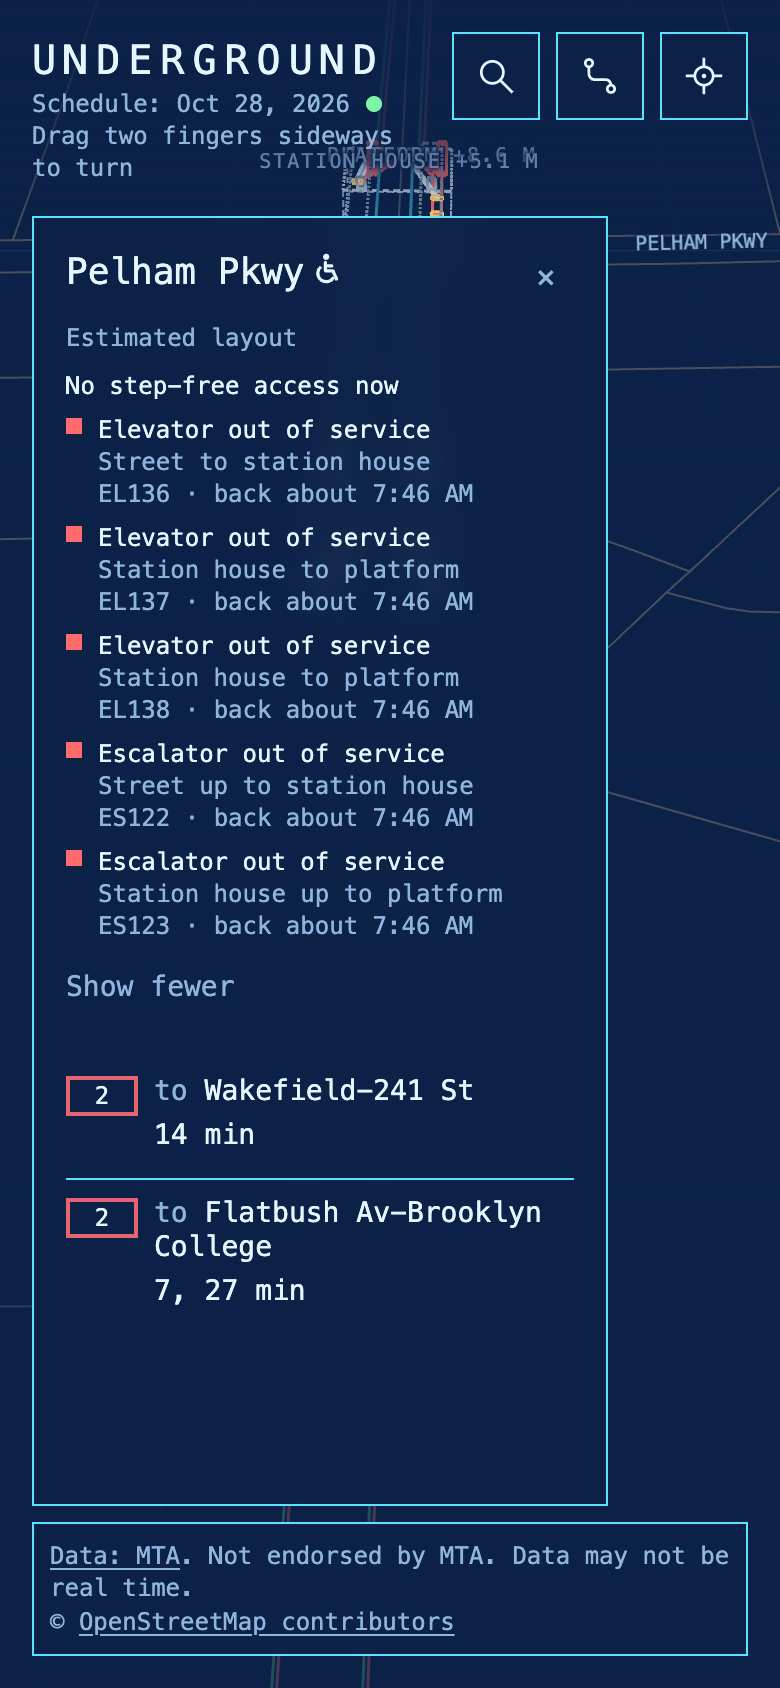 UNDERGROUND
Schedule: Oct 28, 2026
Drag two fingers sideways
to turn
STATION HOUSE +5.1 M
PELHAM PKWY
Pelham Pkwy
×
Estimated layout
No step-free access now
Elevator out of service
Street to station house
EL136 · back about 7:46 AM
Elevator out of service
Station house to platform
EL137 · back about 7:46 AM
Elevator out of service
Station house to platform
EL138 · back about 7:46 AM
Escalator out of service
Street up to station house
ES122 · back about 7:46 AM
Escalator out of service
Station house up to platform
ES123 · back about 7:46 AM
Show fewer
2 to Wakefield–241 St
14 min
2 to Flatbush Av–Brooklyn
College
7, 27 min
Data: MTA. Not endorsed by MTA. Data may not be
real time.
© OpenStreetMap contributors